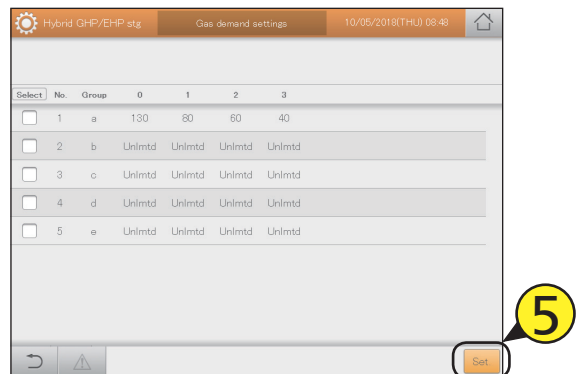 Hybrid GHP/EHP stg Gas demand settings 10/05/2018(THU) 08:48
Select No. Group 0 1 2 3
1 a 130 80 60 40
2 b Unlmtd Unlmtd Unlmtd Unlmtd
3 c Unlmtd Unlmtd Unlmtd Unlmtd
4 d Unlmtd Unlmtd Unlmtd Unlmtd
5 e Unlmtd Unlmtd Unlmtd Unlmtd
5
Set